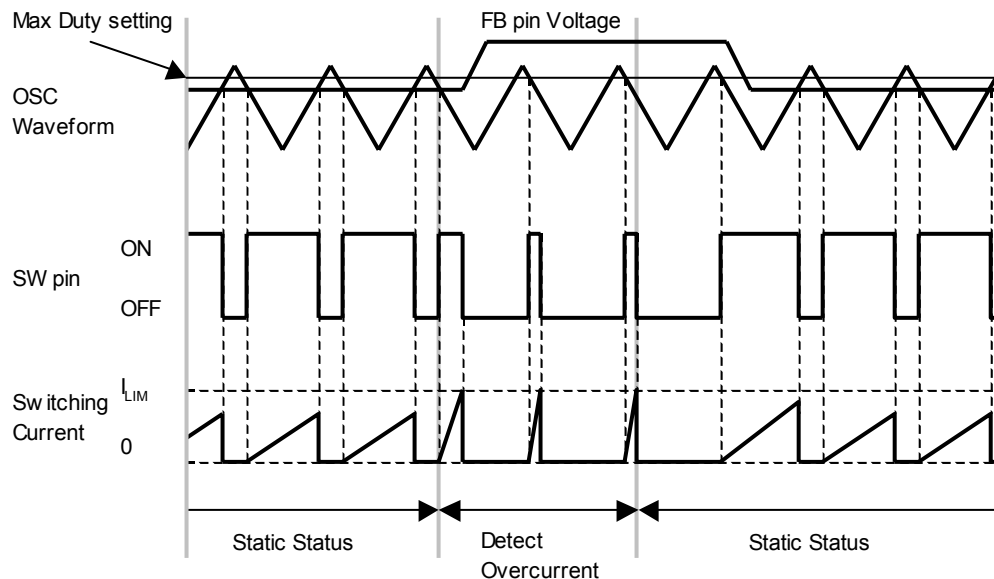 Max Duty setting
FB pin Voltage
OSC
Waveform
SW pin
ON
OFF
Switching
Current
ILIM
0
Static Status
Detect
Overcurrent
Static Status